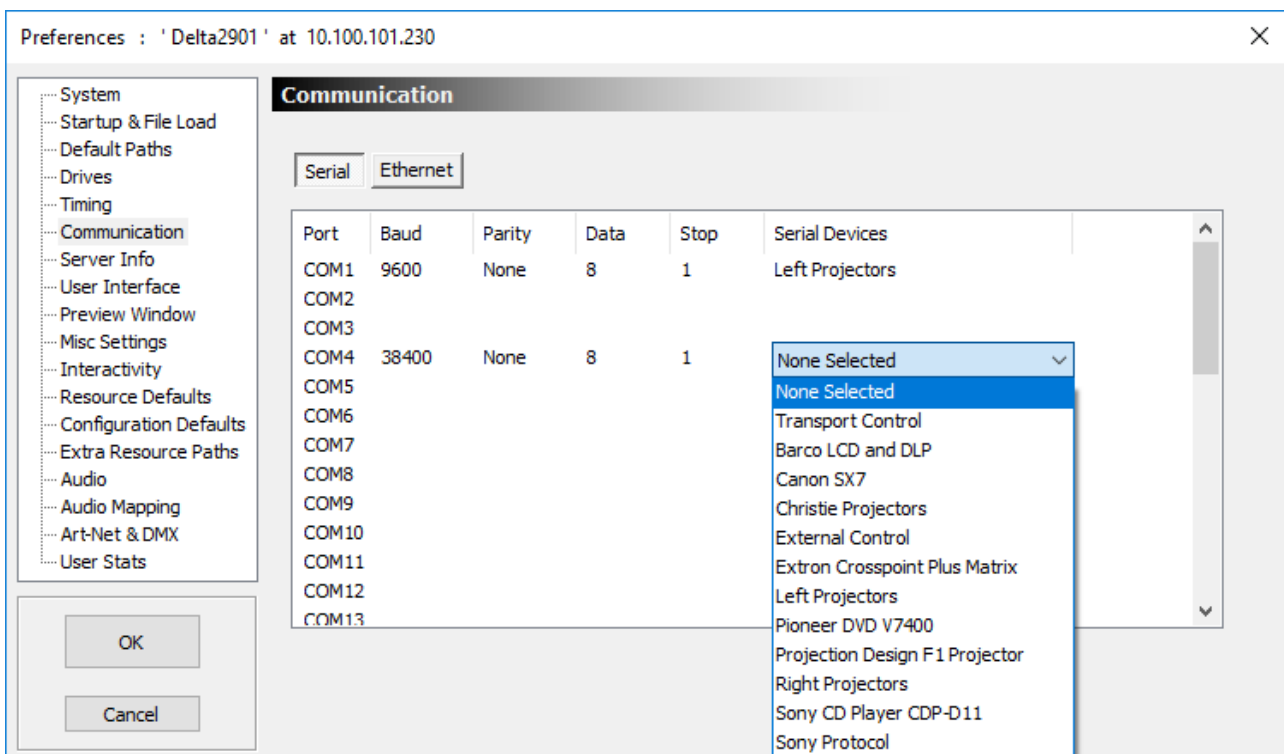 Preferences : ' Delta2901 ' at 10.100.101.230
System
Startup & File Load
Default Paths
Drives
Timing
Communication
Server Info
User Interface
Preview Window
Misc Settings
Interactivity
Resource Defaults
Configuration Defaults
Extra Resource Paths
Audio
Audio Mapping
Art-Net & DMX
User Stats
OK
Cancel
Communication
Serial Ethernet
Port Baud Parity Data Stop Serial Devices
COM1 9600 None 8 1 Left Projectors
COM2
COM3
COM4 38400 None 8 1 None Selected
COM5
COM6
COM7
COM8
COM9
COM10
COM11
COM12
COM13
None Selected
Transport Control
Barco LCD and DLP
Canon SX7
Christie Projectors
External Control
Extron Crosspoint Plus Matrix
Left Projectors
Pioneer DVD V7400
Projection Design F1 Projector
Right Projectors
Sony CD Player CDP-D11
Sony Protocol